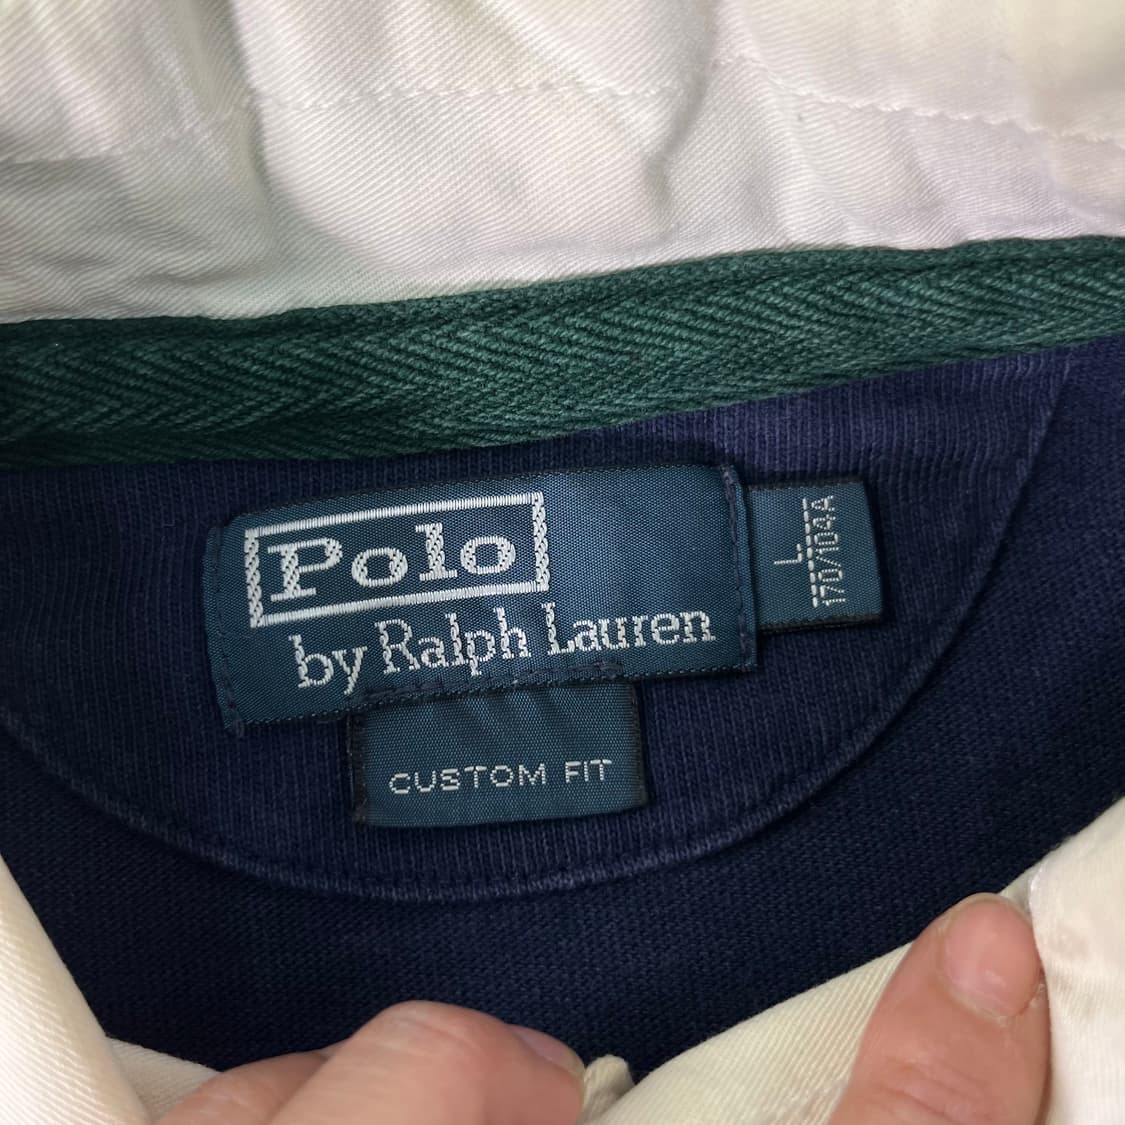 Polo
by Ralph Lauren
L
170/104A
CUSTOM FIT